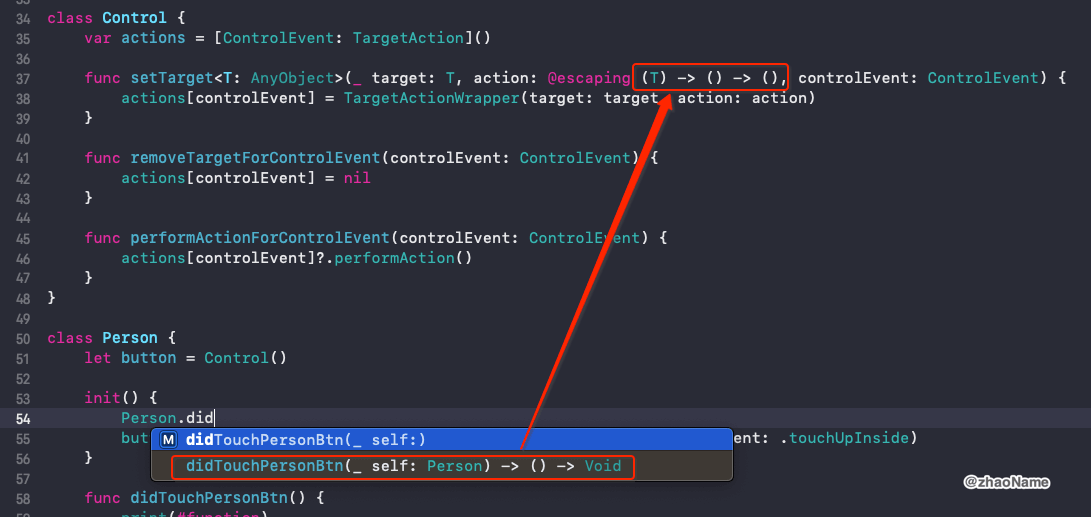 34 class Control {
35 var actions = [ControlEvent: TargetAction]()
36
37 func setTarget<T: AnyObject>(_ target: T, action: @escaping (T) -> () -> (), controlEvent: ControlEvent) {
38 actions[controlEvent] = TargetActionWrapper(target: target, action: action)
39 }
40
41 func removeTargetForControlEvent(controlEvent: ControlEvent) {
42 actions[controlEvent] = nil
43 }
44
45 func performActionForControlEvent(controlEvent: ControlEvent) {
46 actions[controlEvent]?.performAction()
47 }
48 }
49
50 class Person {
51 let button = Control()
52
53 init() {
54 Person.did
M didTouchPersonBtn(_ self:)
55 but ent: .touchUpInside)
didTouchPersonBtn(_ self: Person) -> () -> Void
56 }
57
@zhaoName
58 func didTouchPersonBtn() {
print(#function)